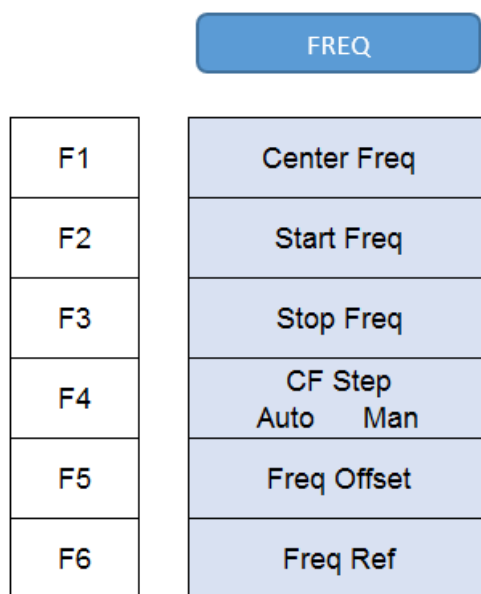 FREQ
F1 Center Freq
F2 Start Freq
F3 Stop Freq
F4 CF Step
Auto Man
F5 Freq Offset
F6 Freq Ref